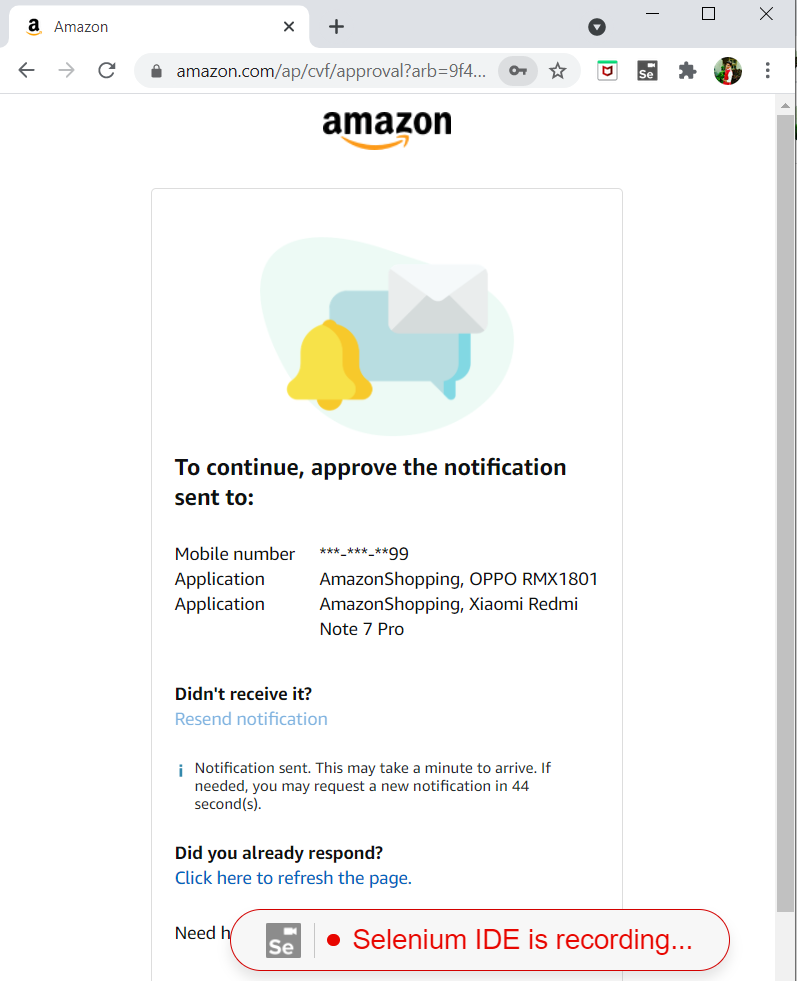 a Amazon
amazon.com/ap/cvf/approval?arb=9f4...
Se
amazon
To continue, approve the notification
sent to:
Mobile number ***-***-**99
Application AmazonShopping, OPPO RMX1801
Application AmazonShopping, Xiaomi Redmi
Note 7 Pro
Didn't receive it?
Resend notification
i Notification sent. This may take a minute to arrive. If
needed, you may request a new notification in 44
second(s).
Did you already respond?
Click here to refresh the page.
Need h
Se Selenium IDE is recording...